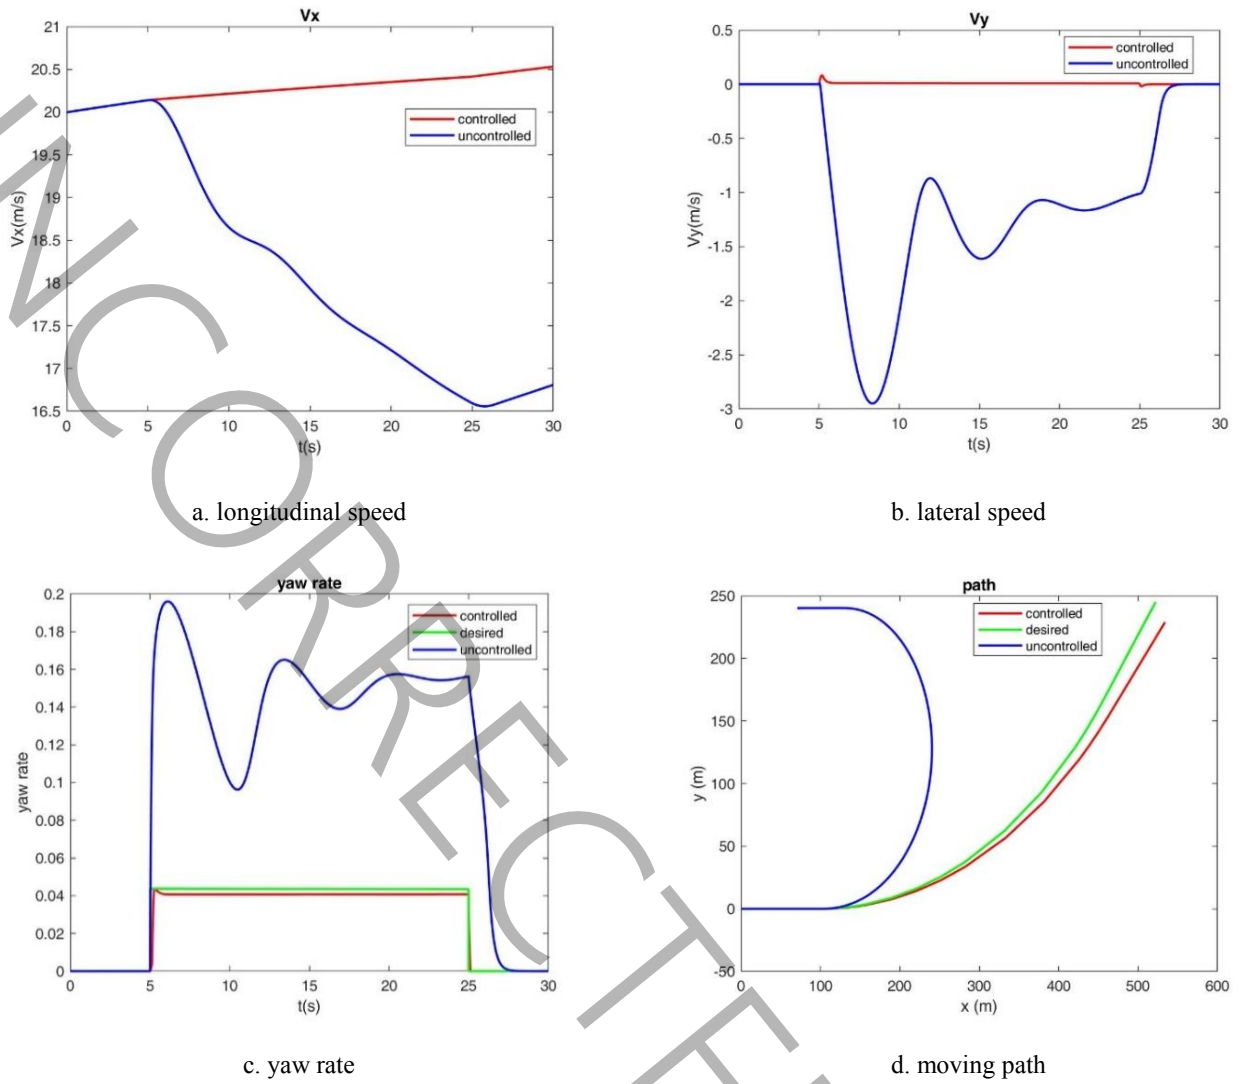 Vx
21
20.5
20
19.5
19
18.5
18
17.5
17
16.5
Vx(m/s)
controlled
uncontrolled
0 5 10 15 20 25 30
t(s)
a. longitudinal speed
Vy
0.5
0
-0.5
-1
-1.5
-2
-2.5
-3
Vy(m/s)
controlled
uncontrolled
0 5 10 15 20 25 30
t(s)
b. lateral speed
yaw rate
0.2
0.18
0.16
0.14
0.12
0.1
0.08
0.06
0.04
0.02
0
yaw rate
controlled
desired
uncontrolled
0 5 10 15 20 25 30
t(s)
c. yaw rate
path
250
200
150
100
50
0
-50
y (m)
controlled
desired
uncontrolled
0 100 200 300 400 500 600
x (m)
d. moving path